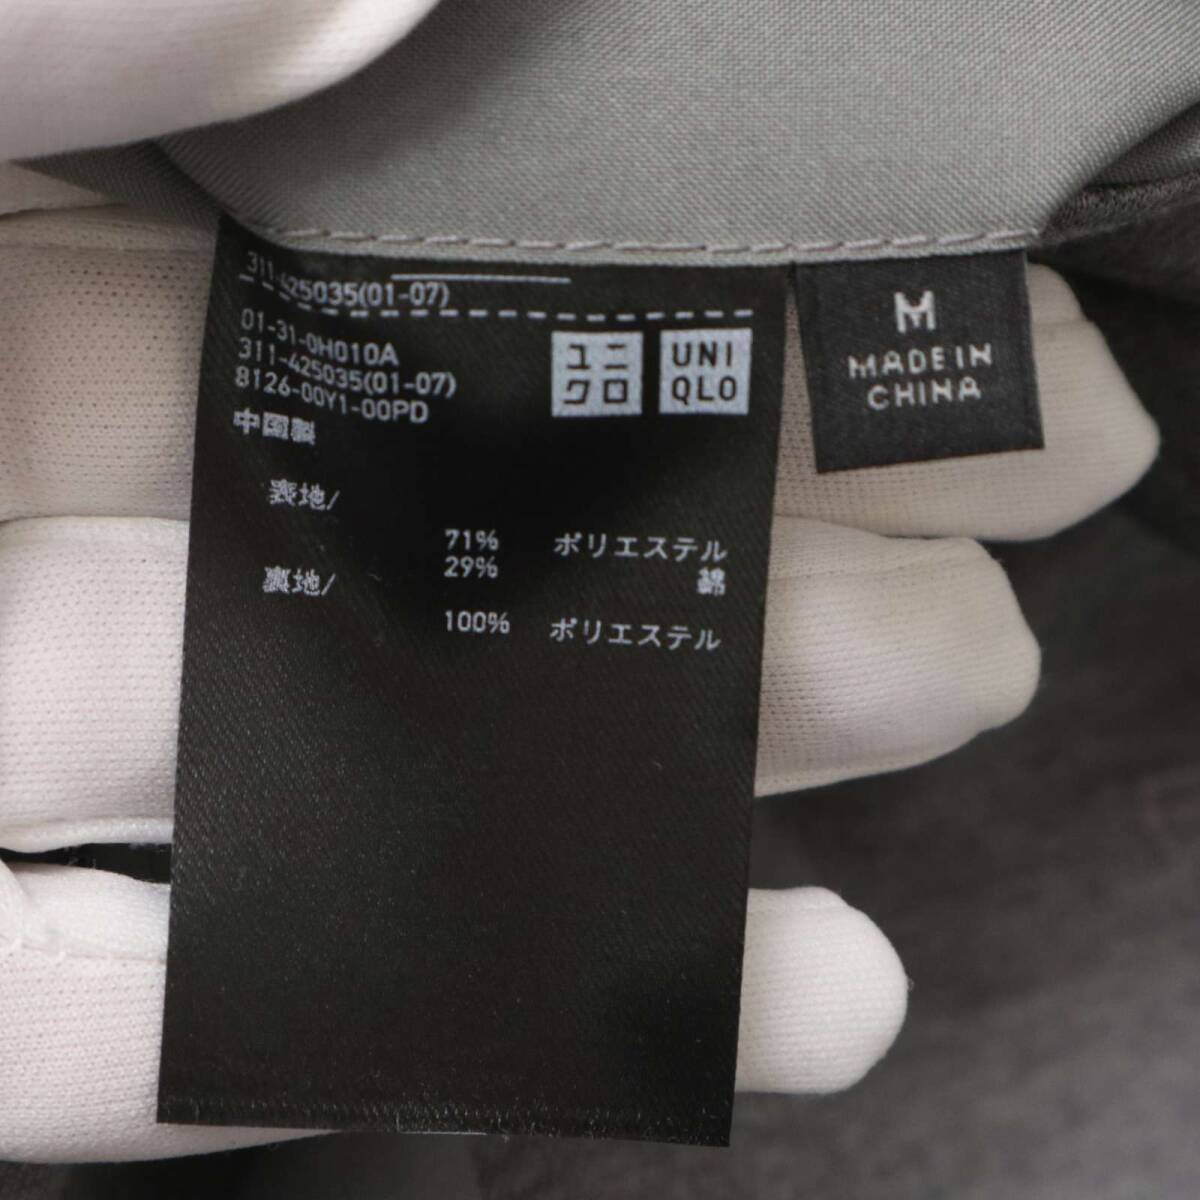 311-425035(01-07)
01-31-0H010A
311-425035(01-07)
8126-00Y1-00PD
中国製
ユニ
クロ
UNI
QLO
M
MADE IN
CHINA
表地/
71% ポリエステル
29% 綿
裏地/
100% ポリエステル